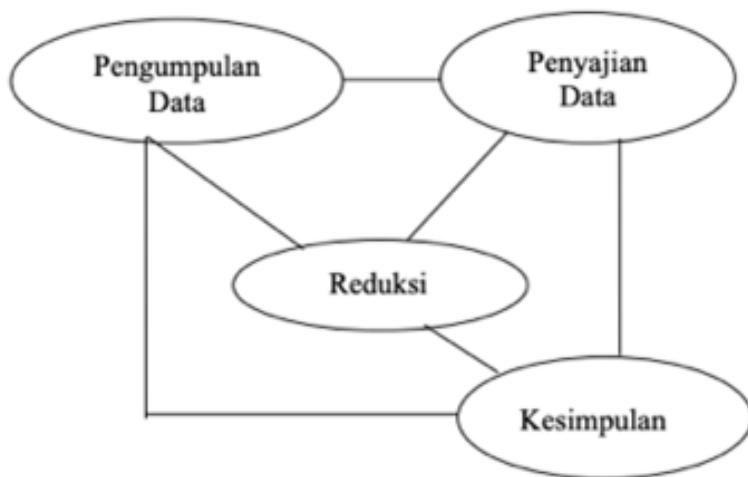 Pengumpulan
Data
Penyajian
Data
Reduksi
Kesimpulan